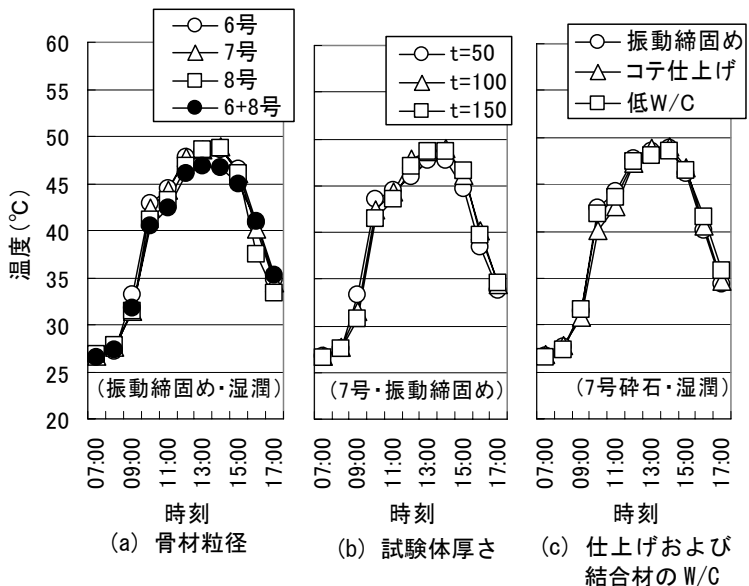 6号
7号
8号
6+8号
t=50
t=100
t=150
振動締固め
コテ仕上げ
低W/C
60
55
50
45
40
35
30
25
20
温度(℃)
(振動締固め・湿潤)
(7号・振動締固め)
(7号砕石・湿潤)
07:00
09:00
11:00
13:00
15:00
17:00
07:00
09:00
11:00
13:00
15:00
17:00
07:00
09:00
11:00
13:00
15:00
17:00
時刻
時刻
時刻
(a) 骨材粒径
(b) 試験体厚さ
(c) 仕上げおよび
結合材の W/C